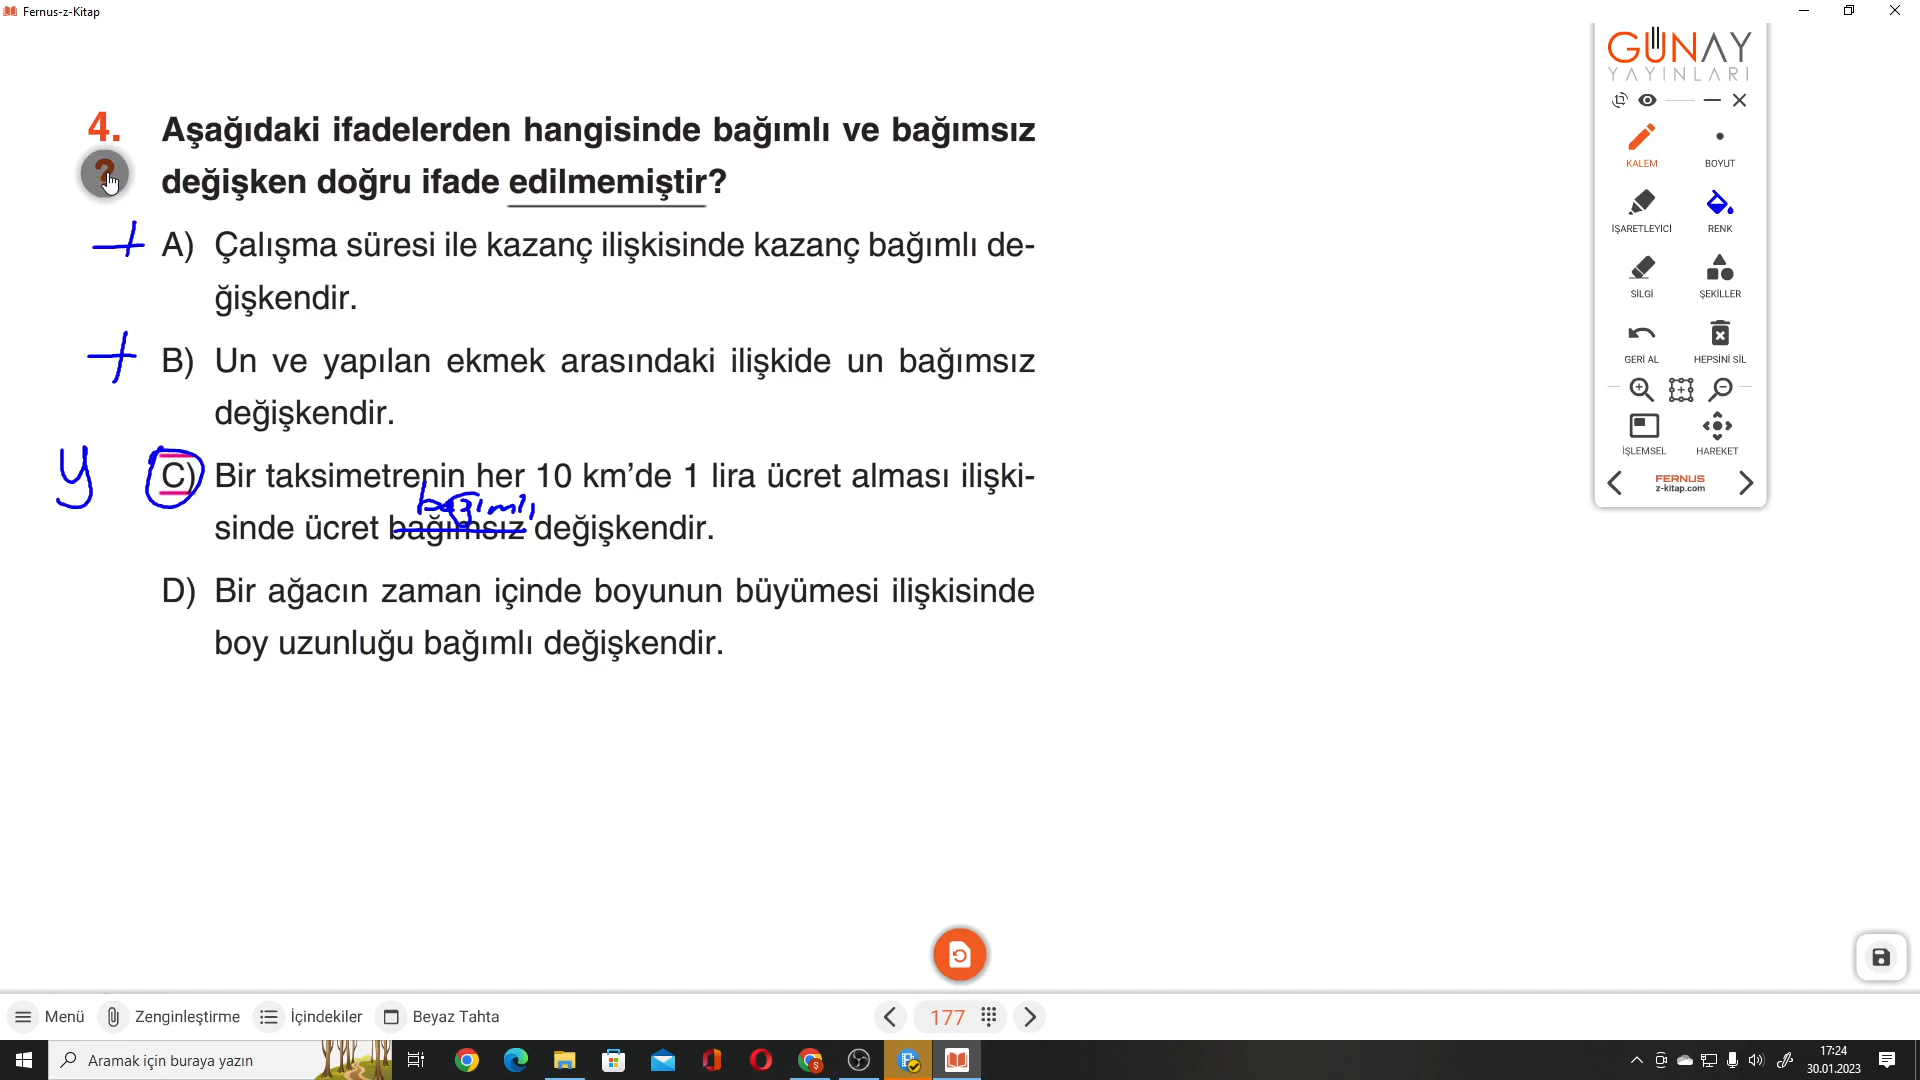 Fernus-z-Kitap
GÜNAY
YAYINLARI
4. Aşağıdaki ifadelerden hangisinde bağımlı ve bağımsız
?
değişken doğru ifade edilmemiştir?
+ A) Çalışma süresi ile kazanç ilişkisinde kazanç bağımlı de-
ğişkendir.
+ B) Un ve yapılan ekmek arasındaki ilişkide un bağımsız
değişkendir.
y C) Bir taksimetrenin her 10 km’de 1 lira ücret alması ilişki-
bağımlı
sinde ücret bağımsız değişkendir.
D) Bir ağacın zaman içinde boyunun büyümesi ilişkisinde
boy uzunluğu bağımlı değişkendir.
KALEM BOYUT
İŞARETLEYİCİ RENK
SİLGİ ŞEKİLLER
GERİ AL HEPSİNİ SİL
İŞLEMSEL HAREKET
FERNUS
z-kitap.com
Menü Zenginleştirme İçindekiler Beyaz Tahta 177
Aramak için buraya yazın
17:24
30.01.2023